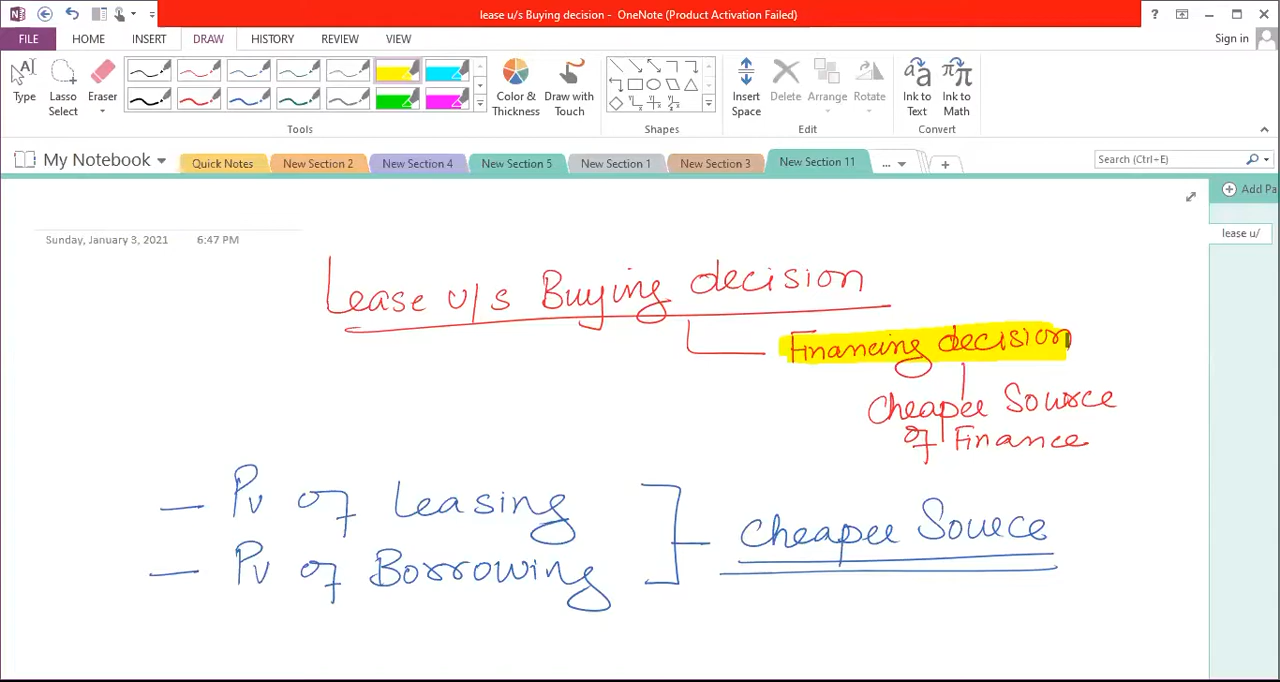 lease u/s Buying decision - OneNote (Product Activation Failed)
FILE HOME INSERT DRAW HISTORY REVIEW VIEW
Sign in
Type
Lasso Select
Eraser
Color & Thickness
Draw with Touch
Insert Space
Delete
Arrange
Rotate
Ink to Text
Ink to Math
Tools
Shapes
Edit
Convert
My Notebook
Quick Notes New Section 2 New Section 4 New Section 5 New Section 1 New Section 3 New Section 11 ...
Search (Ctrl+E)
Add Pa
lease u/
Sunday, January 3, 2021 6:47 PM
Lease u/s Buying decision
Financing decision
Cheaper Source
of Finance
- Pv of Leasing
- Pv of Borrowing
Cheaper Source